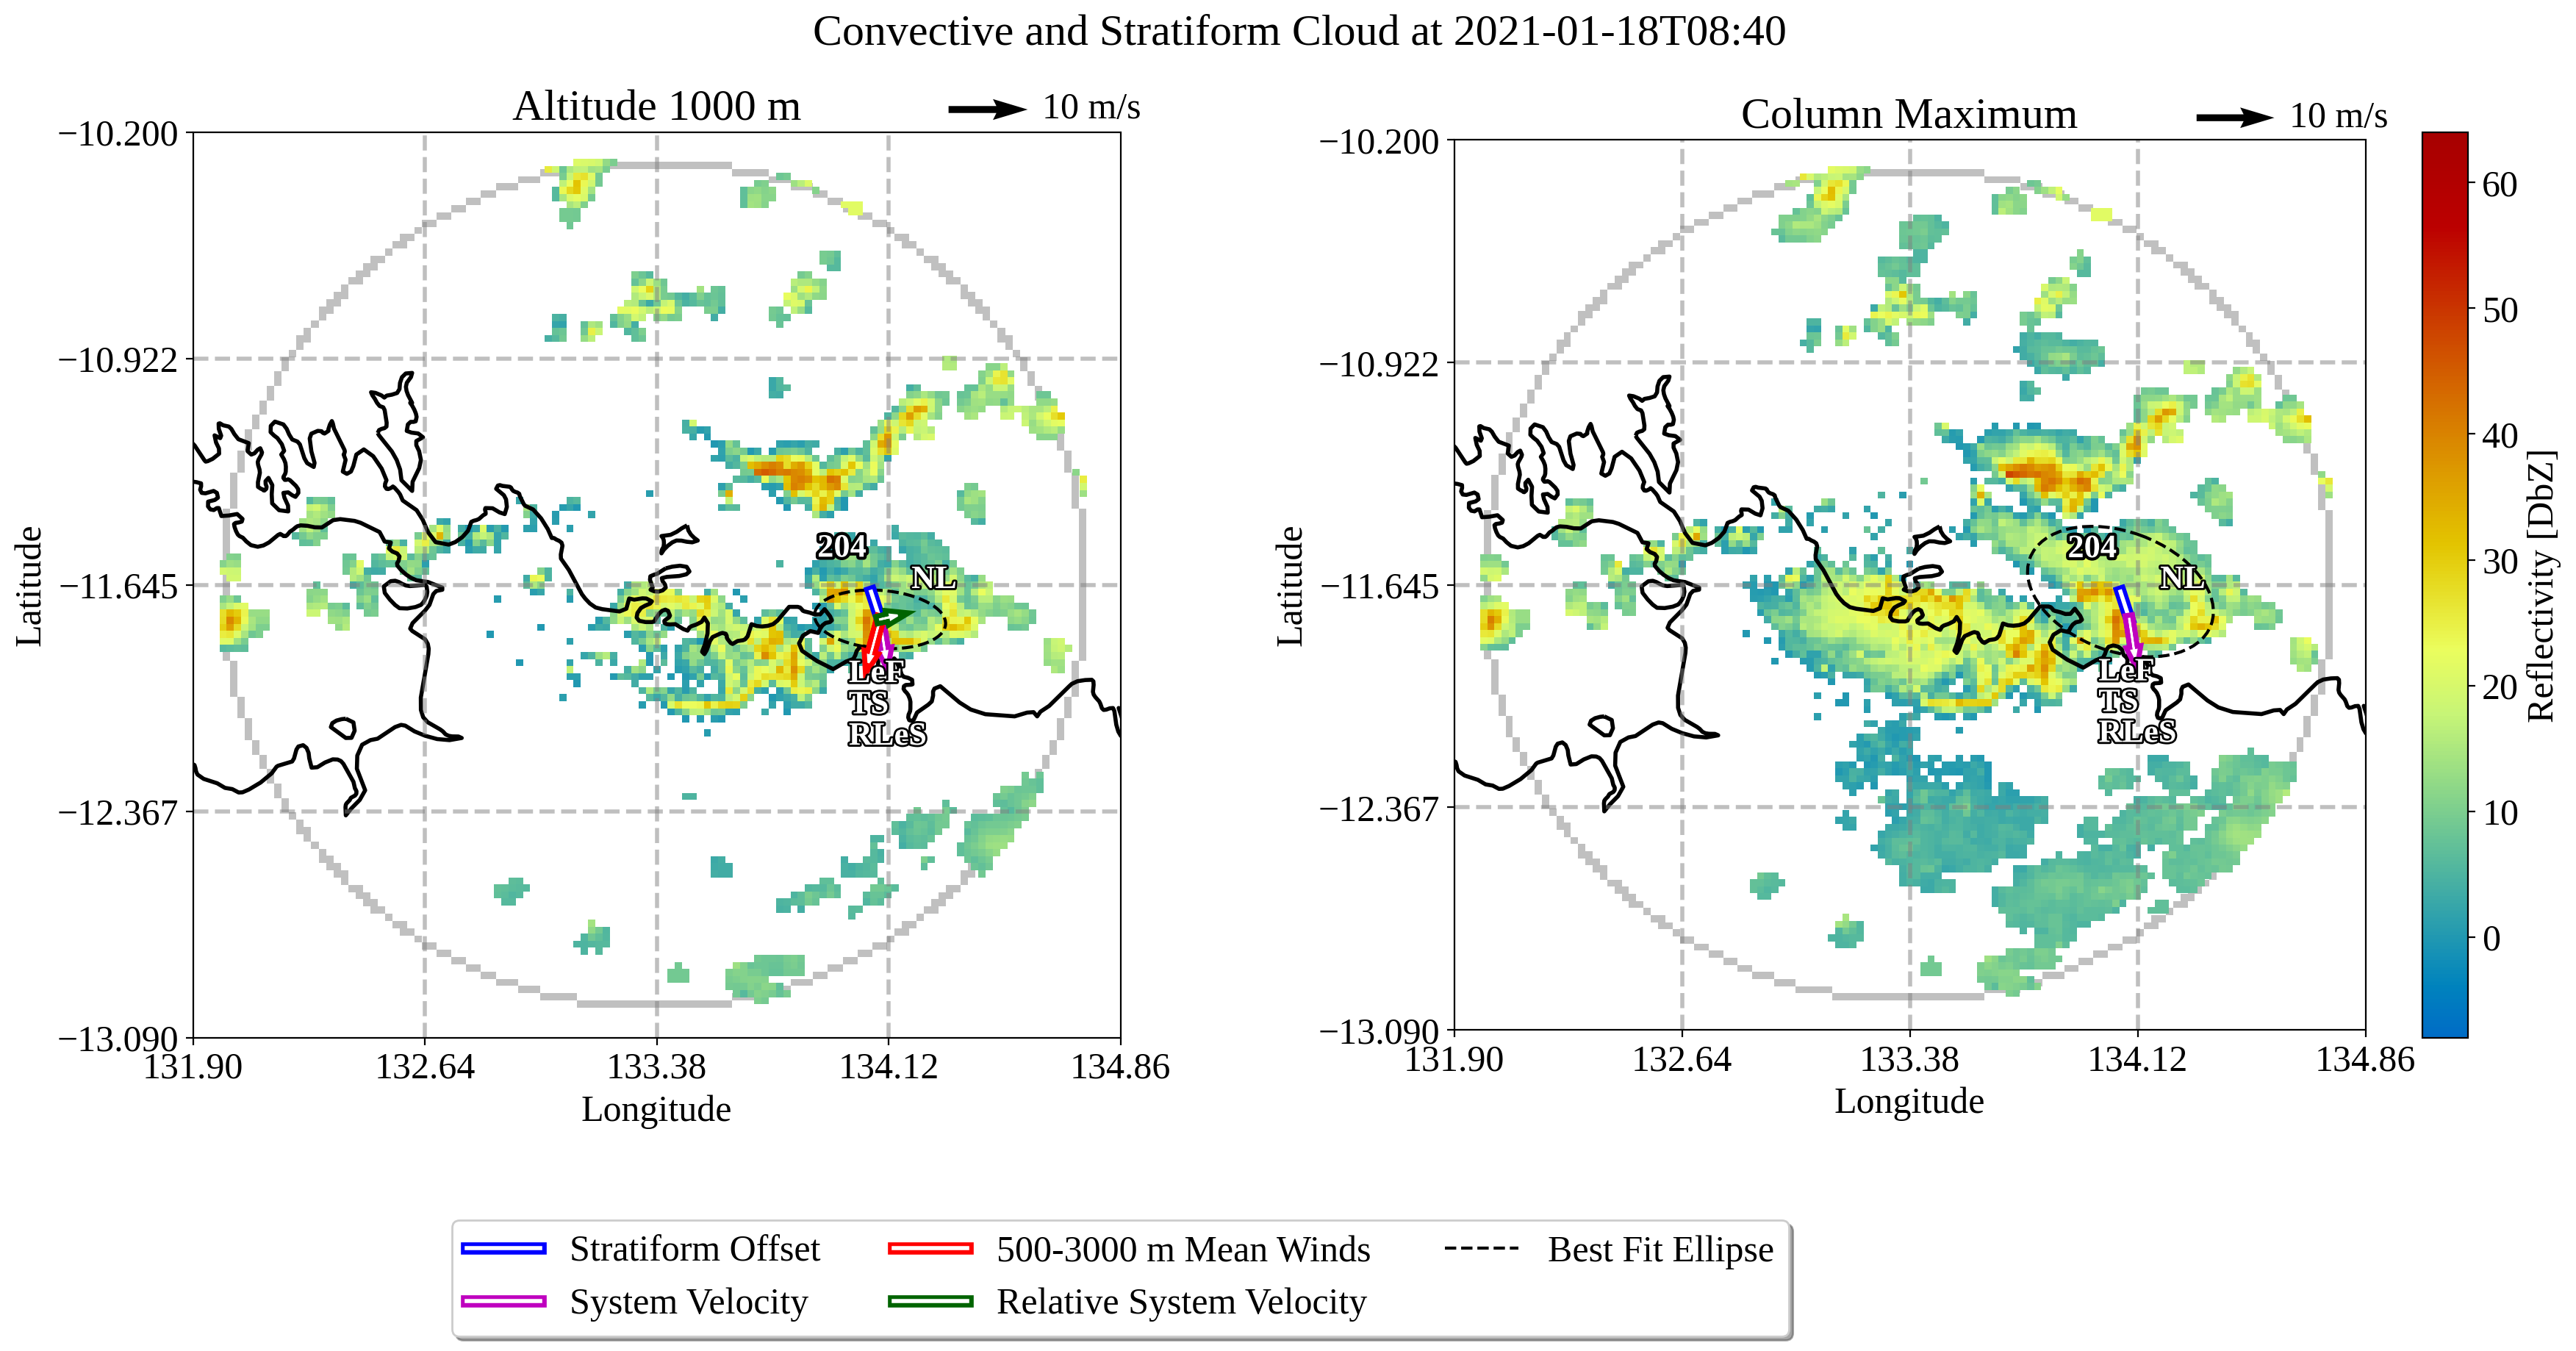 Convective and Stratiform Cloud at 2021-01-18T08:40
Altitude 1000 m
10 m/s
−10.200
−10.922
−11.645
−12.367
−13.090
Latitude
204
NL
LeF
TS
RLeS
131.90
132.64
133.38
134.12
134.86
Longitude
Column Maximum
10 m/s
−10.200
−10.922
−11.645
−12.367
−13.090
Latitude
204
NL
LeF
TS
RLeS
131.90
132.64
133.38
134.12
134.86
Longitude
60
50
40
30
20
10
0
Reflectivity [DbZ]
Stratiform Offset
System Velocity
500-3000 m Mean Winds
Relative System Velocity
Best Fit Ellipse